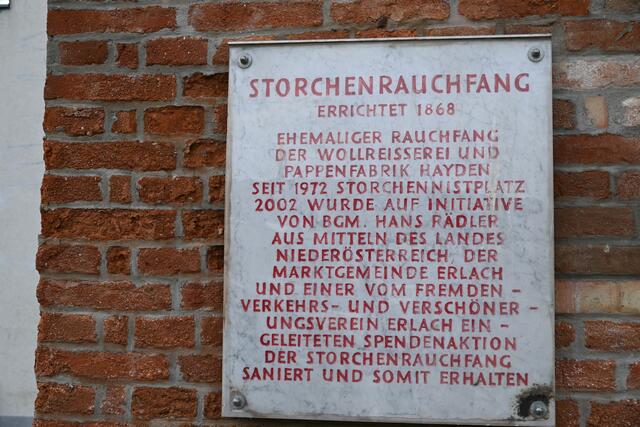 STORCHENRAUCHFANG
ERRICHTET 1868
EHEMALIGER RAUCHFANG
DER WOLLREISSEREI UND
PAPPENFABRIK HAYDEN
SEIT 1972 STORCHENNISTPLATZ
2002 WURDE AUF INITIATIVE
VON BGM. HANS RÄDLER
AUS MITTELN DES LANDES
NIEDERÖSTERREICH, DER
MARKTGEMEINDE ERLACH
UND EINER VOM FREMDEN-
VERKEHRS- UND VERSCHÖNER-
UNGSVEREIN ERLACH EIN-
GELEITETEN SPENDENAKTION
DER STORCHENRAUCHFANG
SANIERT UND SOMIT ERHALTEN